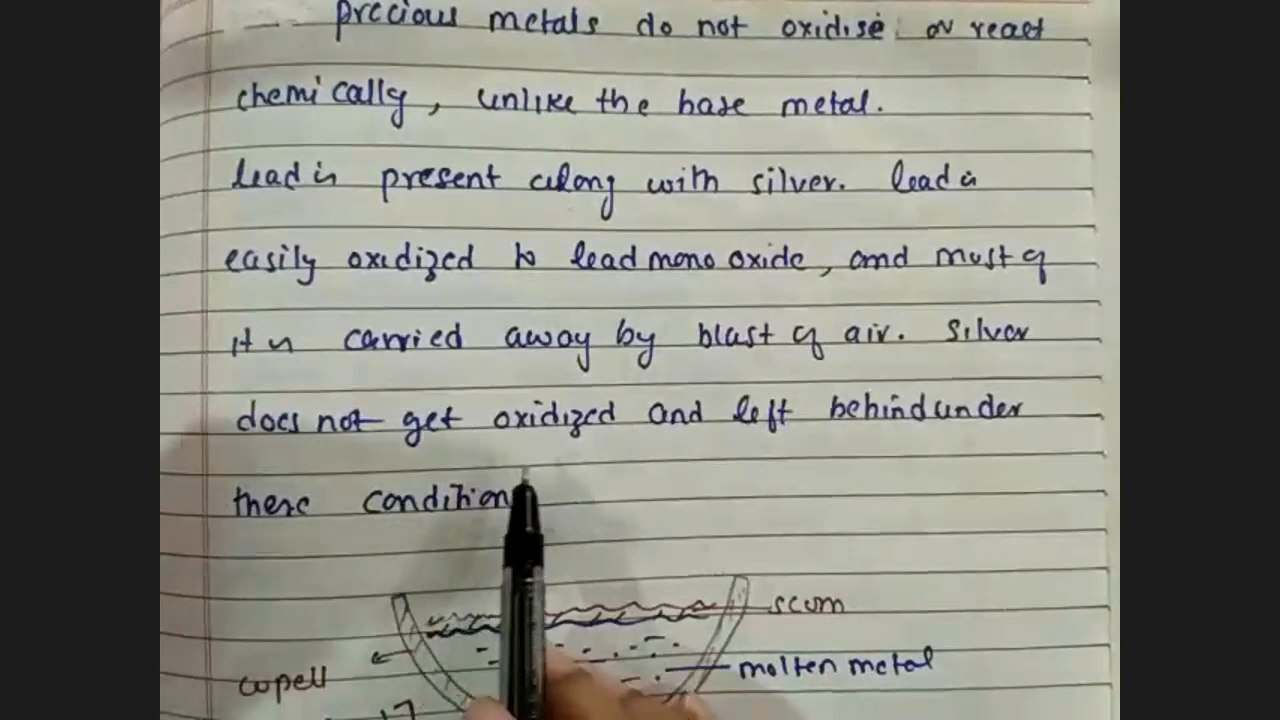 precious metals do not oxidise or react
chemically, unlike the base metal.
lead is present along with silver. lead is
easily oxidized to lead mono oxide, and most of
it is carried away by blast of air. silver
does not get oxidized and left behind under
these condition
scum
molten metal
cupell